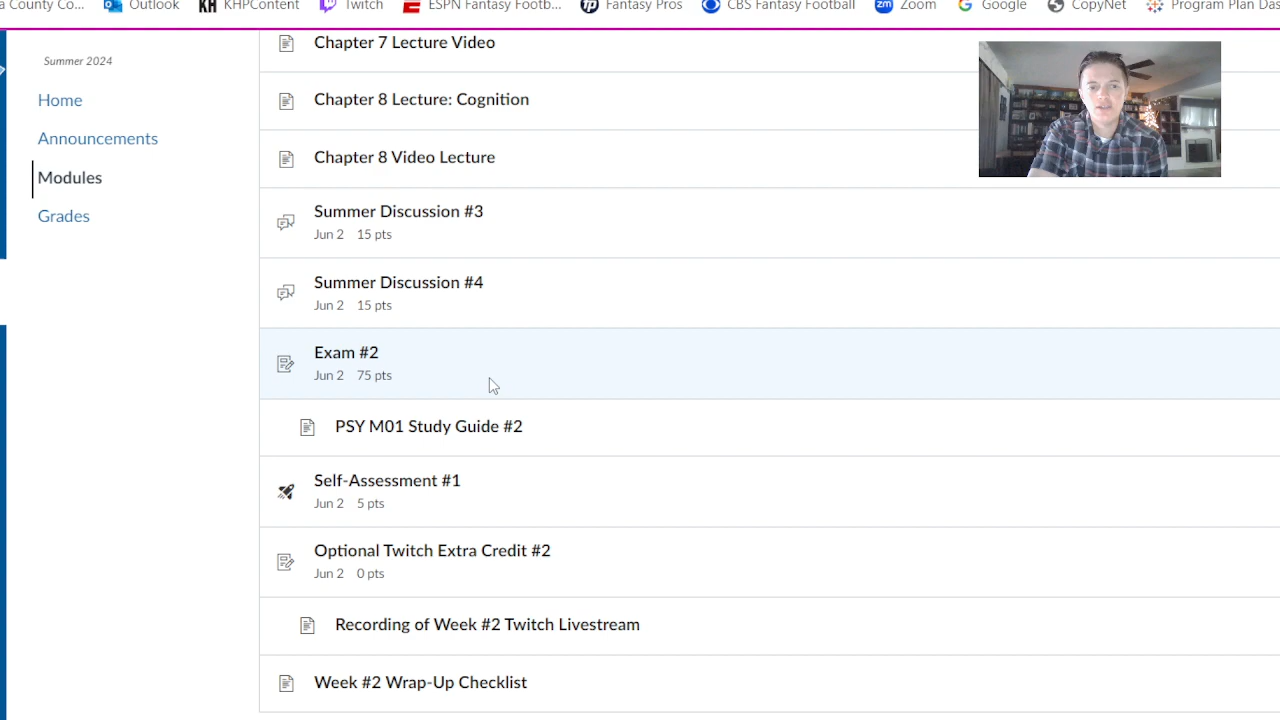 a County Co... Outlook KHPContent Twitch ESPN Fantasy Footb... Fantasy Pros CBS Fantasy Football Zoom Google CopyNet Program Plan Das
Summer 2024
Home
Announcements
Modules
Grades
Chapter 7 Lecture Video
Chapter 8 Lecture: Cognition
Chapter 8 Video Lecture
Summer Discussion #3
Jun 2 15 pts
Summer Discussion #4
Jun 2 15 pts
Exam #2
Jun 2 75 pts
PSY M01 Study Guide #2
Self-Assessment #1
Jun 2 5 pts
Optional Twitch Extra Credit #2
Jun 2 0 pts
Recording of Week #2 Twitch Livestream
Week #2 Wrap-Up Checklist